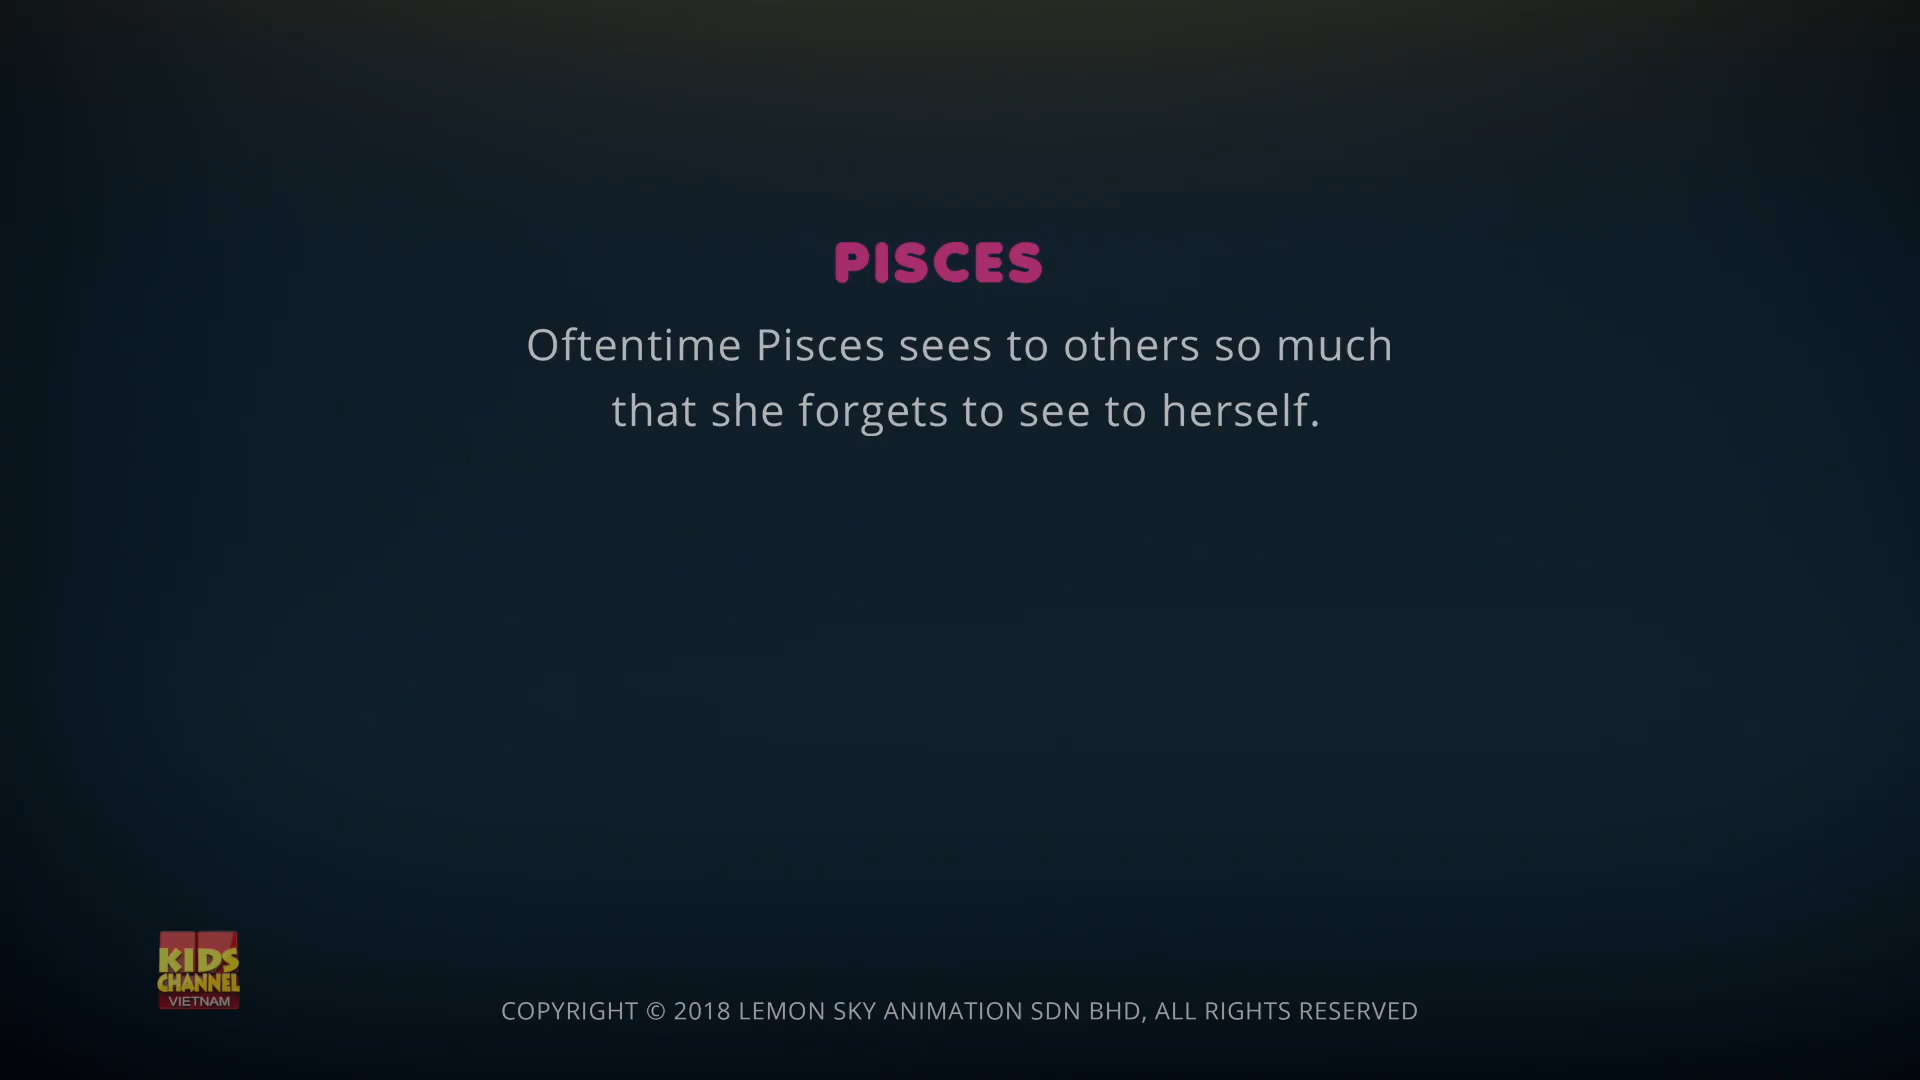 PISCES
Oftentime Pisces sees to others so much
that she forgets to see to herself.
KIDS
CHANNEL
VIETNAM
COPYRIGHT © 2018 LEMON SKY ANIMATION SDN BHD, ALL RIGHTS RESERVED